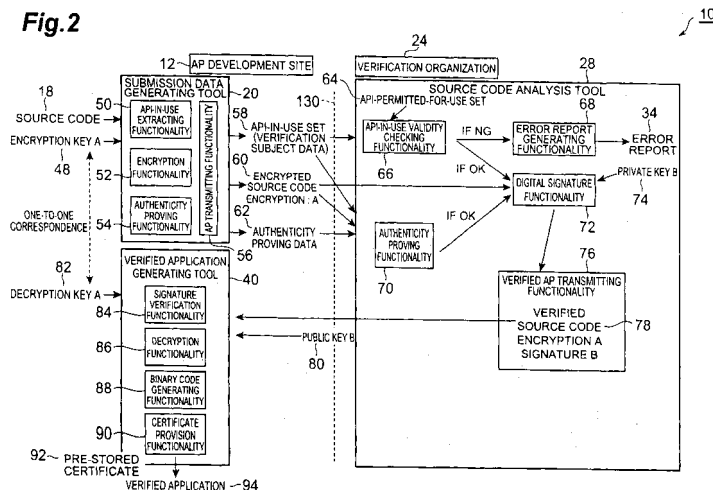 Fig.2
10
12 AP DEVELOPMENT SITE
24
VERIFICATION ORGANIZATION
SUBMISSION DATA
GENERATING TOOL
20
18
SOURCE CODE
ENCRYPTION KEY A
48
50
API-IN-USE
EXTRACTING
FUNCTIONALITY
52
ENCRYPTION
FUNCTIONALITY
54
AUTHENTICITY
PROVING
FUNCTIONALITY
AP TRANSMITTING FUNCTIONALITY
56
58
API-IN-USE SET
(VERIFICATION
SUBJECT DATA)
60
ENCRYPTED
SOURCE CODE
ENCRYPTION : A
62
AUTHENTICITY
PROVING DATA
130
64
API-PERMITTED-FOR-USE SET
28
SOURCE CODE ANALYSIS TOOL
API-IN-USE VALIDITY
CHECKING
FUNCTIONALITY
66
IF NG
IF OK
68
ERROR REPORT
GENERATING
FUNCTIONALITY
34
ERROR
REPORT
PRIVATE KEY B
74
DIGITAL SIGNATURE
FUNCTIONALITY
72
IF OK
AUTHENTICITY
PROVING
FUNCTIONALITY
70
76
VERIFIED AP TRANSMITTING
FUNCTIONALITY
VERIFIED
SOURCE CODE
ENCRYPTION A
SIGNATURE B
78
ONE-TO-ONE
CORRESPONDENCE
82
DECRYPTION KEY A
VERIFIED APPLICATION
GENERATING TOOL
40
84
SIGNATURE
VERIFICATION
FUNCTIONALITY
86
DECRYPTION
FUNCTIONALITY
88
BINARY CODE
GENERATING
FUNCTIONALITY
90
CERTIFICATE
PROVISION
FUNCTIONALITY
PUBLIC KEY B
80
92 PRE-STORED
CERTIFICATE
VERIFIED APPLICATION 94